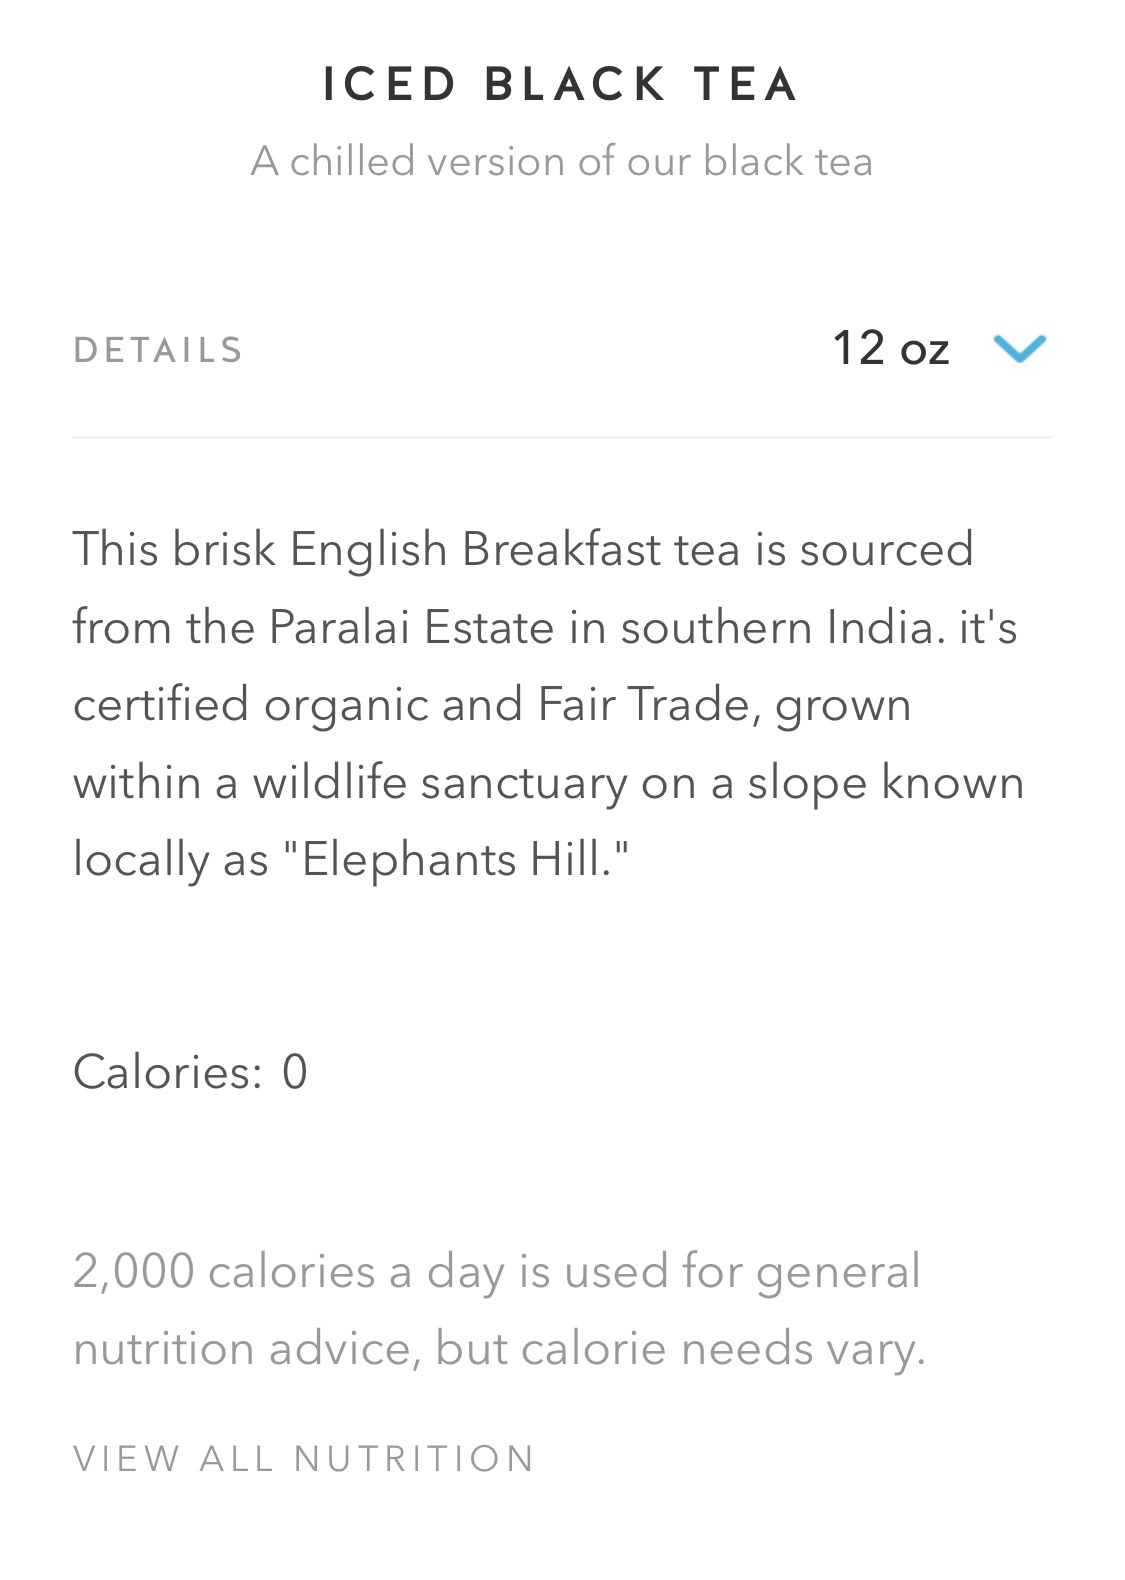 ICED BLACK TEA
A chilled version of our black tea
DETAILS 12 oz
This brisk English Breakfast tea is sourced
from the Paralai Estate in southern India. it's
certified organic and Fair Trade, grown
within a wildlife sanctuary on a slope known
locally as "Elephants Hill."
Calories: 0
2,000 calories a day is used for general
nutrition advice, but calorie needs vary.
VIEW ALL NUTRITION